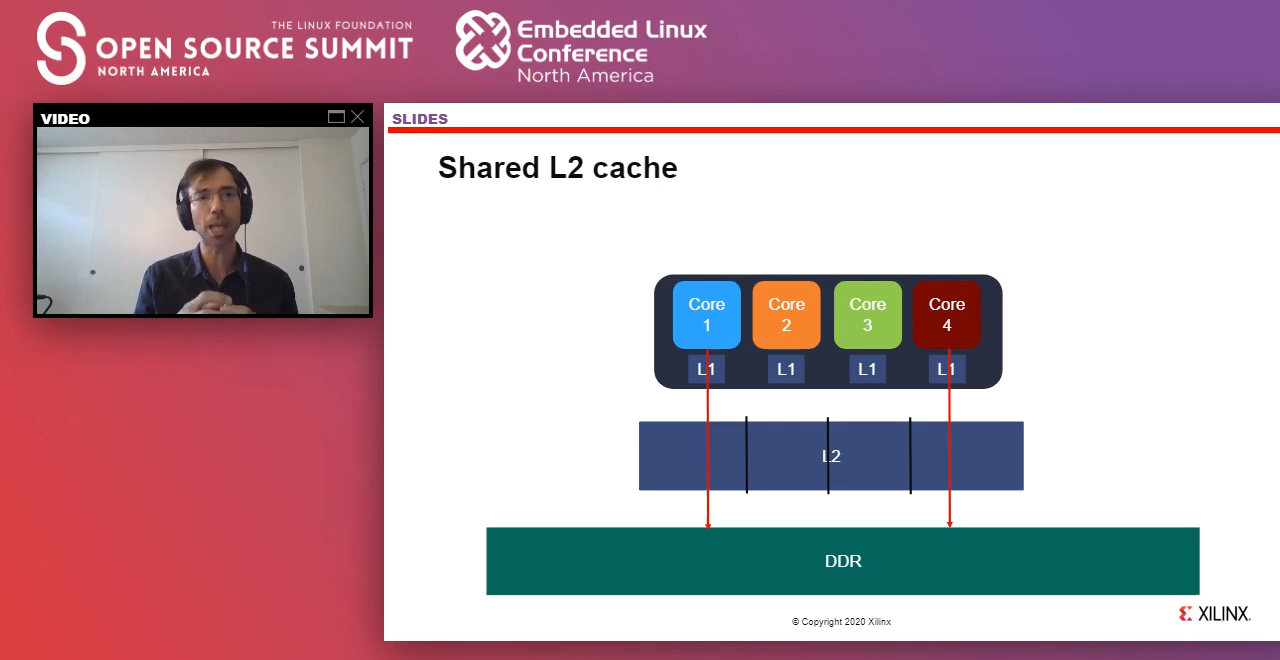 THE LINUX FOUNDATION
OPEN SOURCE SUMMIT
NORTH AMERICA
Embedded Linux
Conference
North America
VIDEO
SLIDES
Shared L2 cache
Core
1
Core
2
Core
3
Core
4
L1
L1
L1
L1
L2
DDR
© Copyright 2020 Xilinx
XILINX